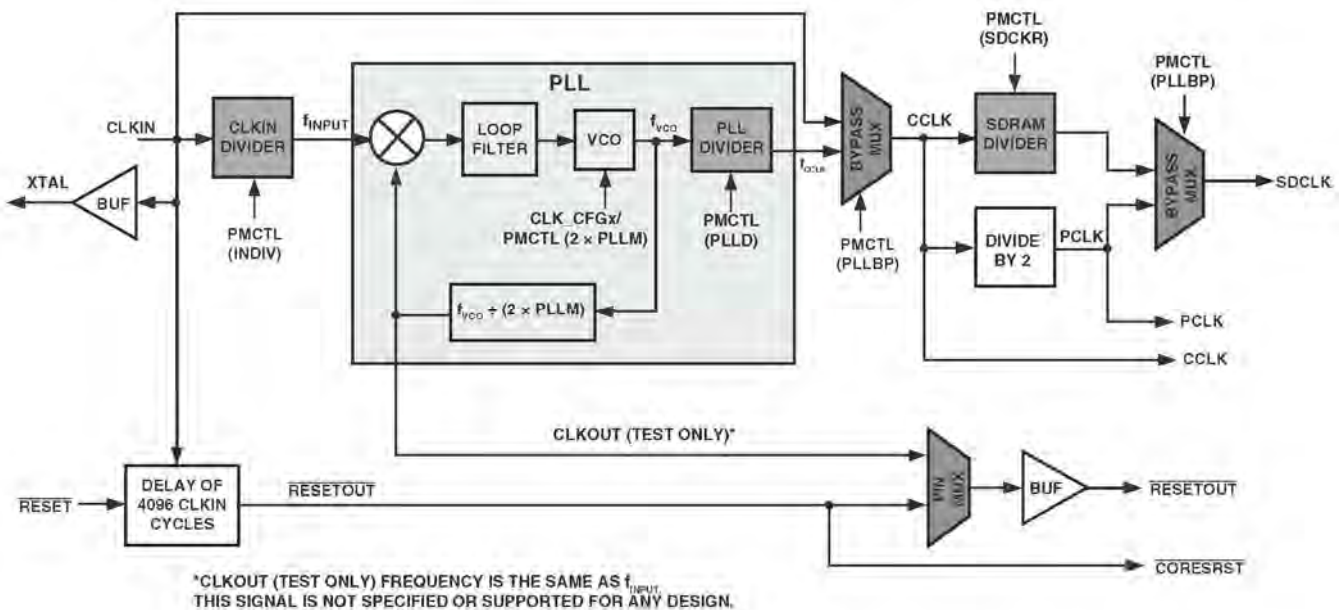 PMCTL
(SDCKR)
PMCTL
(PLLBP)
PLL
CLKIN
CLKIN
DIVIDER
fINPUT
LOOP
FILTER
VCO
fVCO
PLL
DIVIDER
fCCLK
BYPASS
MUX
CCLK
SDRAM
DIVIDER
BYPASS
MUX
SDCLK
XTAL
BUF
PMCTL
(INDIV)
CLK_CFGx/
PMCTL (2 × PLLM)
PMCTL
(PLLD)
PMCTL
(PLLBP)
DIVIDE
BY 2
PCLK
fVCO ÷ (2 × PLLM)
PCLK
CCLK
CLKOUT (TEST ONLY)*
RESET
DELAY OF
4096 CLKIN
CYCLES
RESETOUT
PIN
MUX
BUF
RESETOUT
CORESRST
*CLKOUT (TEST ONLY) FREQUENCY IS THE SAME AS fINPUT.
THIS SIGNAL IS NOT SPECIFIED OR SUPPORTED FOR ANY DESIGN.